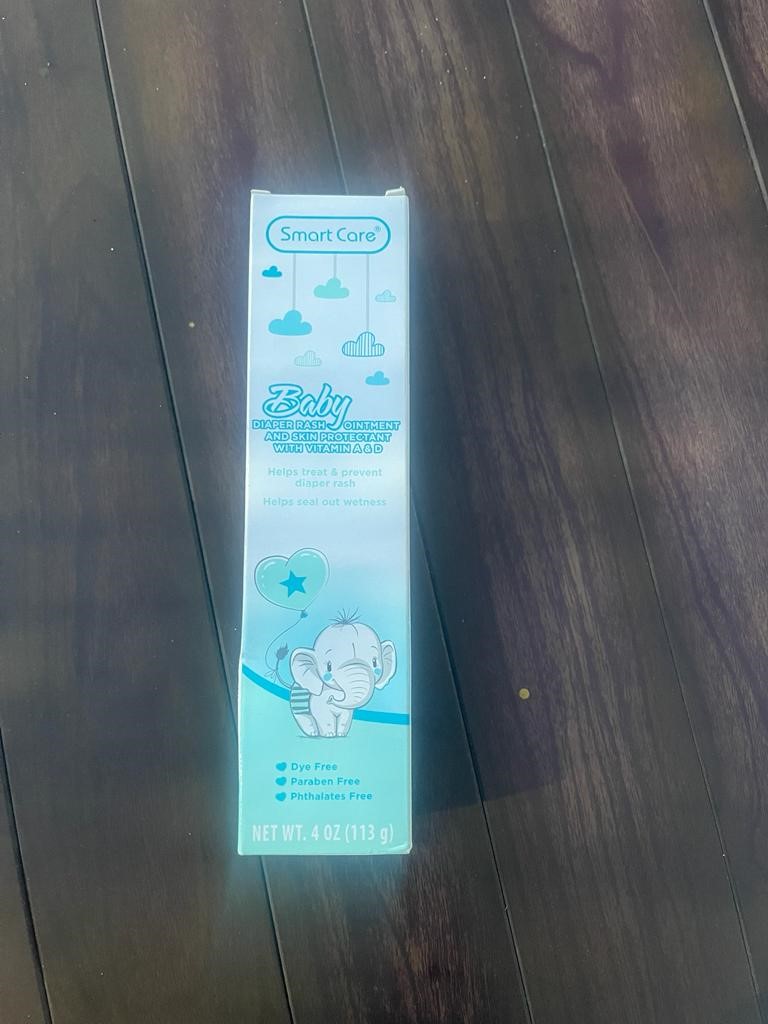 Smart Care®
Baby
DIAPER RASH OINTMENT
AND SKIN PROTECTANT
WITH VITAMIN A & D
Helps treat & prevent
diaper rash
Helps seal out wetness
Dye Free
Paraben Free
Phthalates Free
NET WT. 4 OZ (113 g)